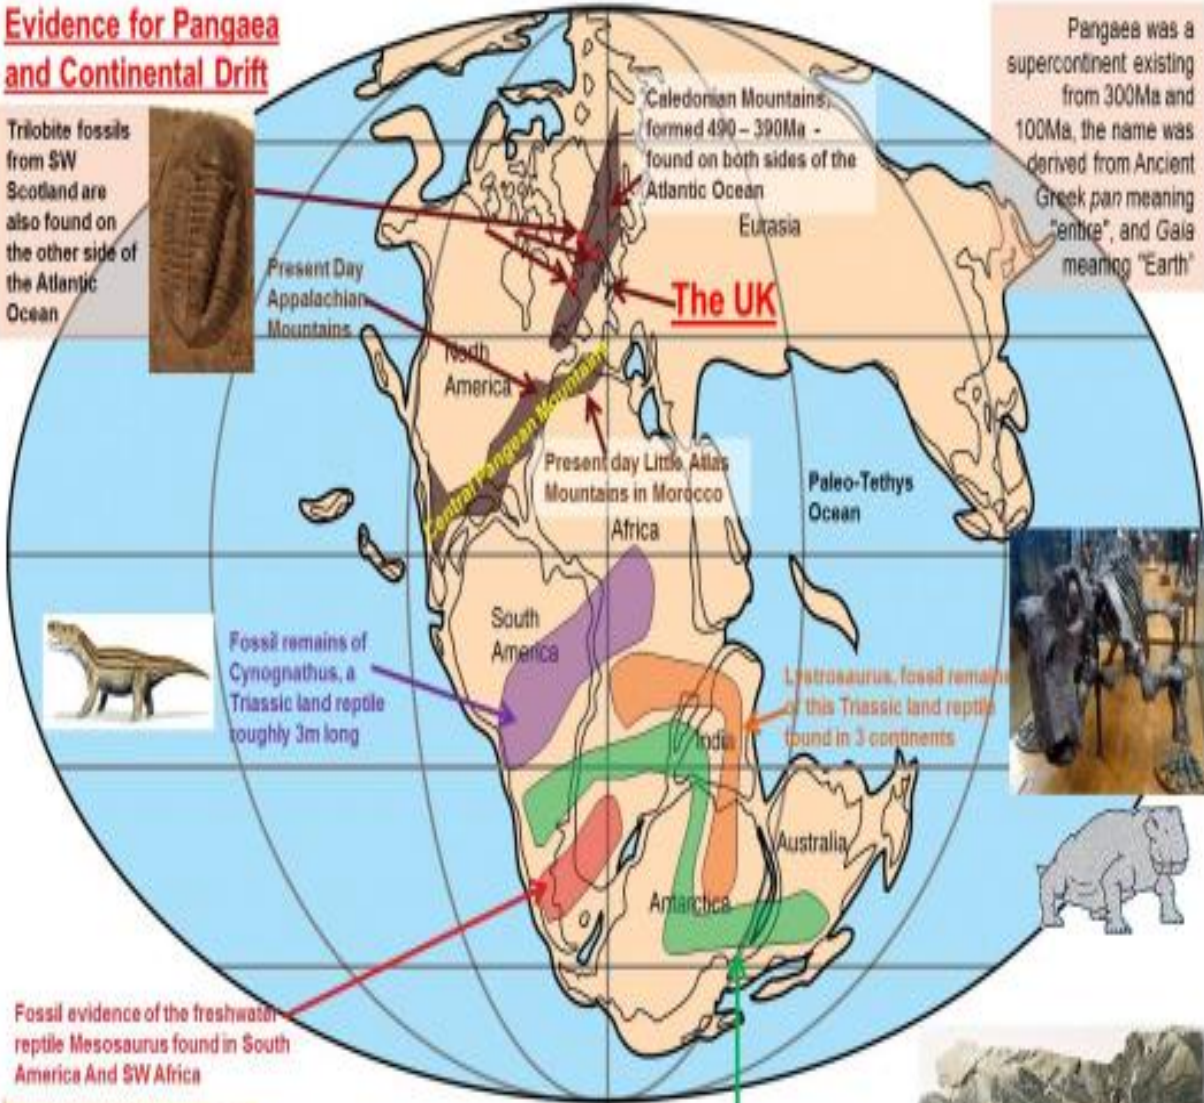 Evidence for Pangaea
and Continental Drift
Trilobite fossils
from SW
Scotland are
also found on
the other side of
the Atlantic
Ocean
Caledonian Mountains,
formed 490 – 390Ma -
found on both sides of the
Atlantic Ocean
Pangaea was a
supercontinent existing
from 300Ma and
100Ma, the name was
derived from Ancient
Greek pan meaning
"entire", and Gaia
meaning "Earth"
Eurasia
Present Day
Appalachian
Mountains
The UK
North
America
Central Pangean Mountains
Present day Little Atlas
Mountains in Morocco
Africa
Paleo-Tethys
Ocean
South
America
Fossil remains of
Cynognathus, a
Triassic land reptile
roughly 3m long
Lystrosaurus, fossil remains
of this Triassic land reptile
found in 3 continents
India
Australia
Antarctica
Fossil evidence of the freshwater
reptile Mesosaurus found in South
America And SW Africa